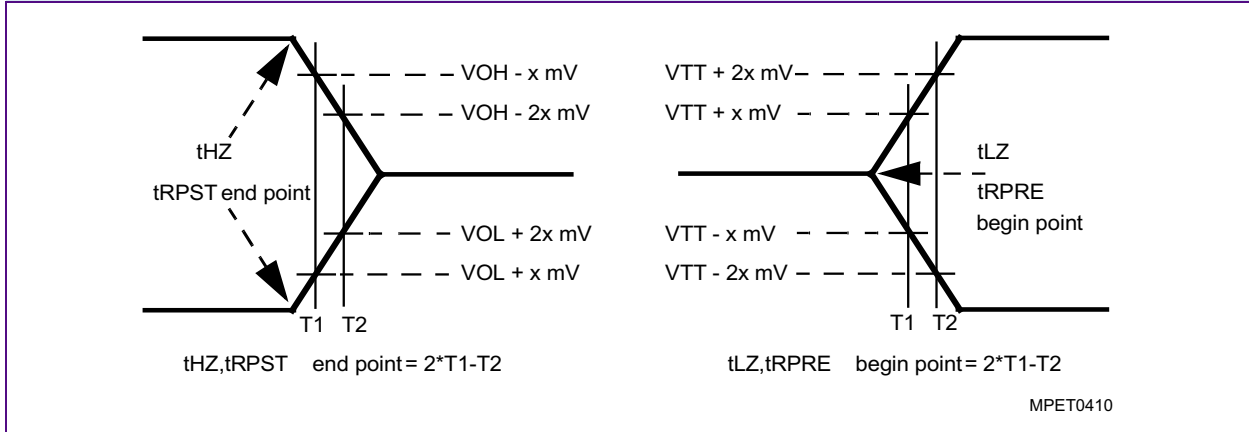 VOH - x mV
VOH - 2x mV
tHZ
tRPST end point
VOL + 2x mV
VOL + x mV
T1 T2
tHZ,tRPST end point = 2*T1-T2
VTT + 2x mV
VTT + x mV
tLZ
tRPRE
begin point
VTT - x mV
VTT - 2x mV
T1 T2
tLZ,tRPRE begin point = 2*T1-T2
MPET0410